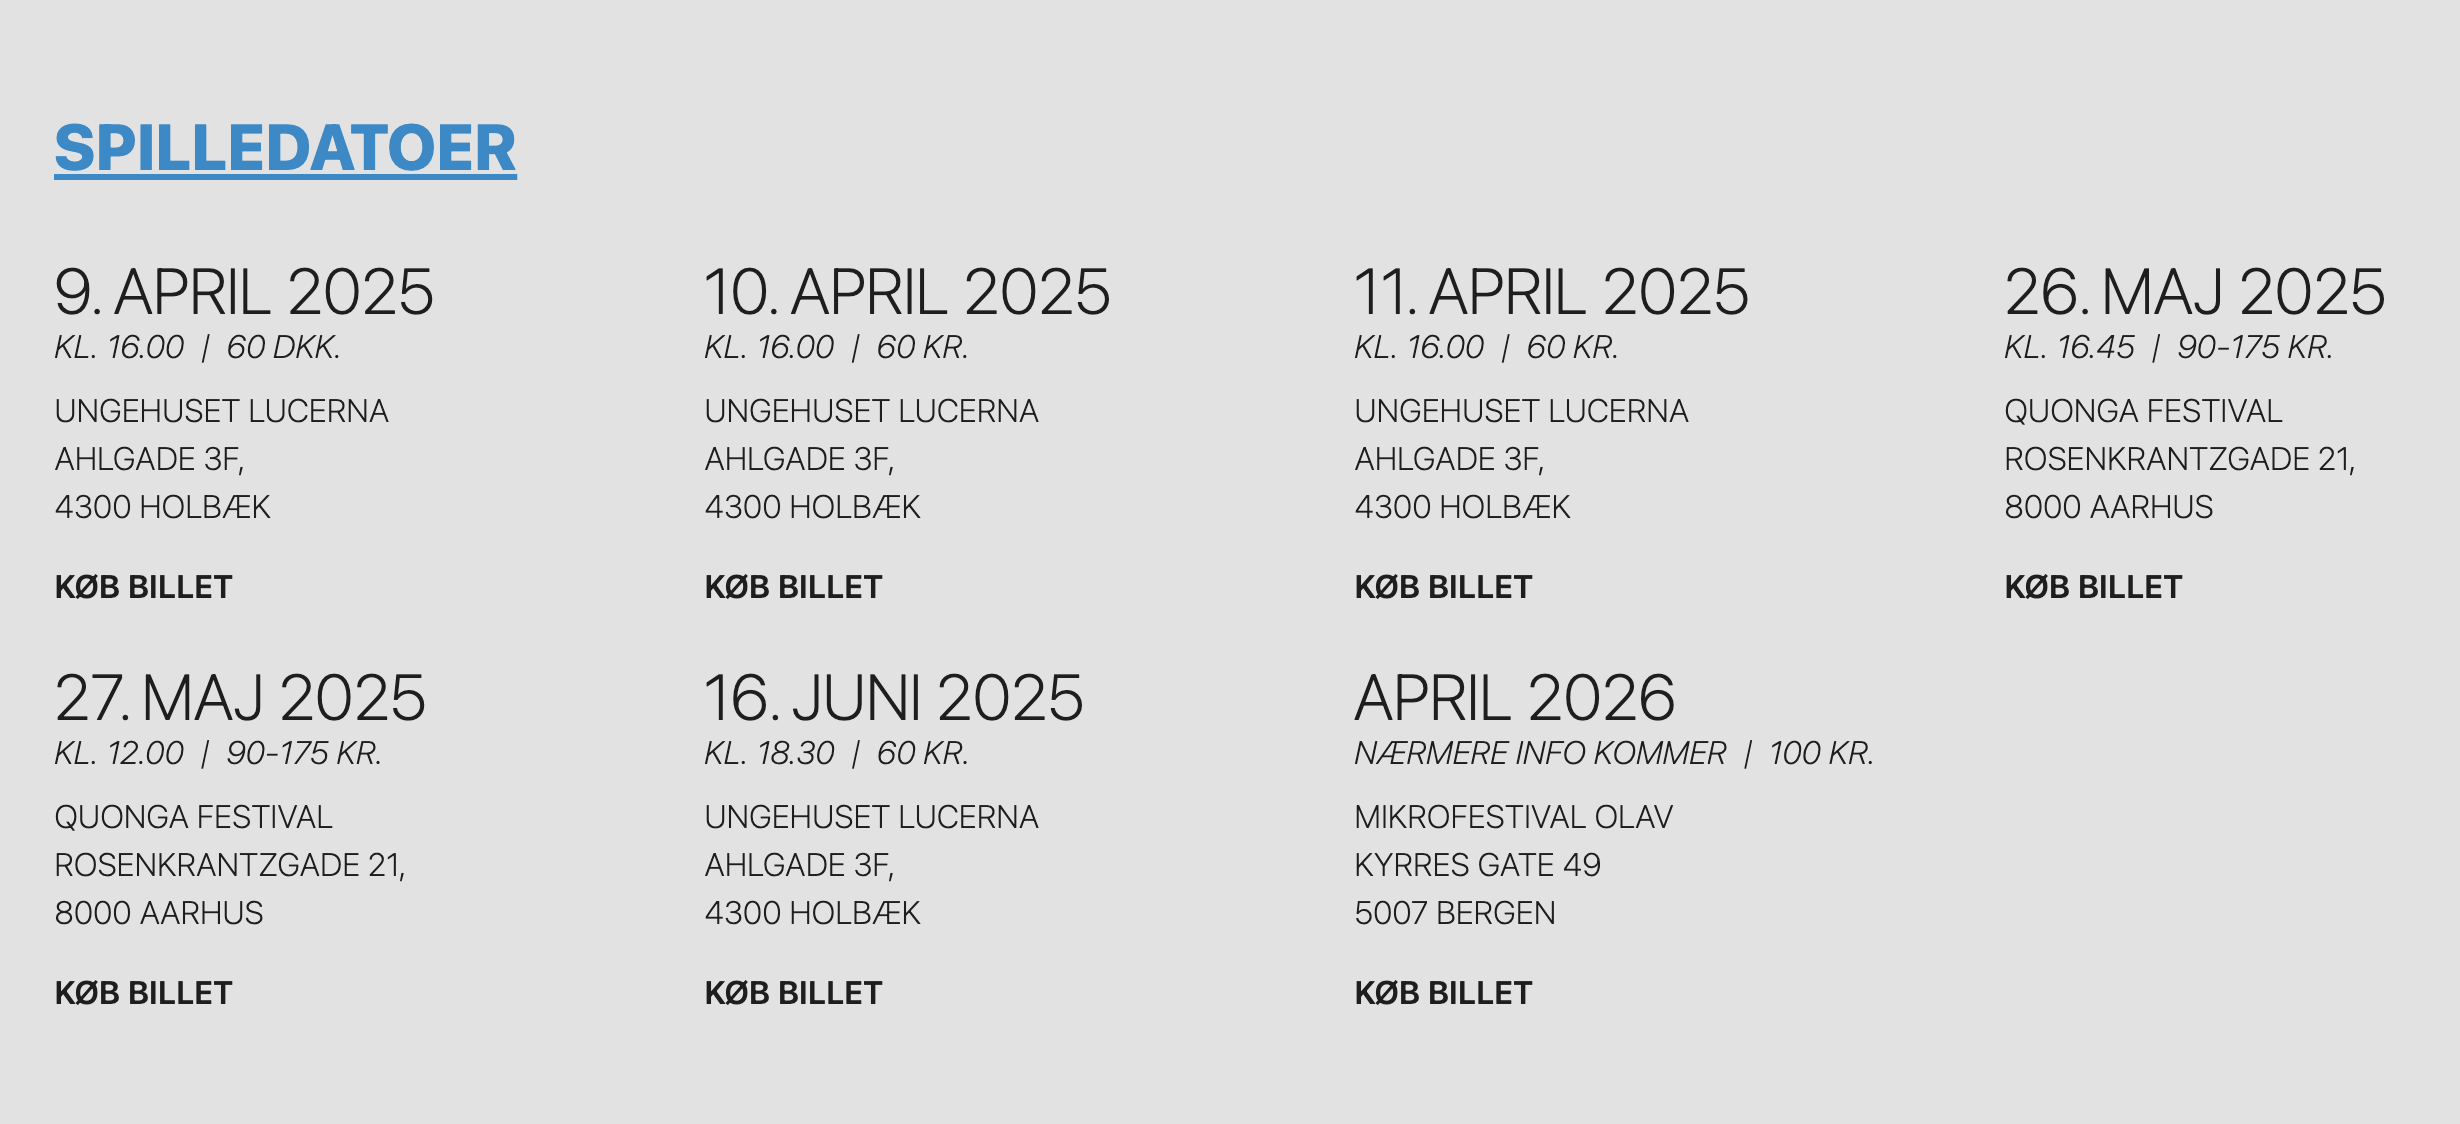 SPILLEDATOER
9. APRIL 2025
KL. 16.00 | 60 DKK.
UNGEHUSET LUCERNA
AHLGADE 3F,
4300 HOLBÆK
KØB BILLET
10. APRIL 2025
KL. 16.00 | 60 KR.
UNGEHUSET LUCERNA
AHLGADE 3F,
4300 HOLBÆK
KØB BILLET
11. APRIL 2025
KL. 16.00 | 60 KR.
UNGEHUSET LUCERNA
AHLGADE 3F,
4300 HOLBÆK
KØB BILLET
26. MAJ 2025
KL. 16.45 | 90-175 KR.
QUONGA FESTIVAL
ROSENKRANTZGADE 21,
8000 AARHUS
KØB BILLET
27. MAJ 2025
KL. 12.00 | 90-175 KR.
QUONGA FESTIVAL
ROSENKRANTZGADE 21,
8000 AARHUS
KØB BILLET
16. JUNI 2025
KL. 18.30 | 60 KR.
UNGEHUSET LUCERNA
AHLGADE 3F,
4300 HOLBÆK
KØB BILLET
APRIL 2026
NÆRMERE INFO KOMMER | 100 KR.
MIKROFESTIVAL OLAV
KYRRES GATE 49
5007 BERGEN
KØB BILLET